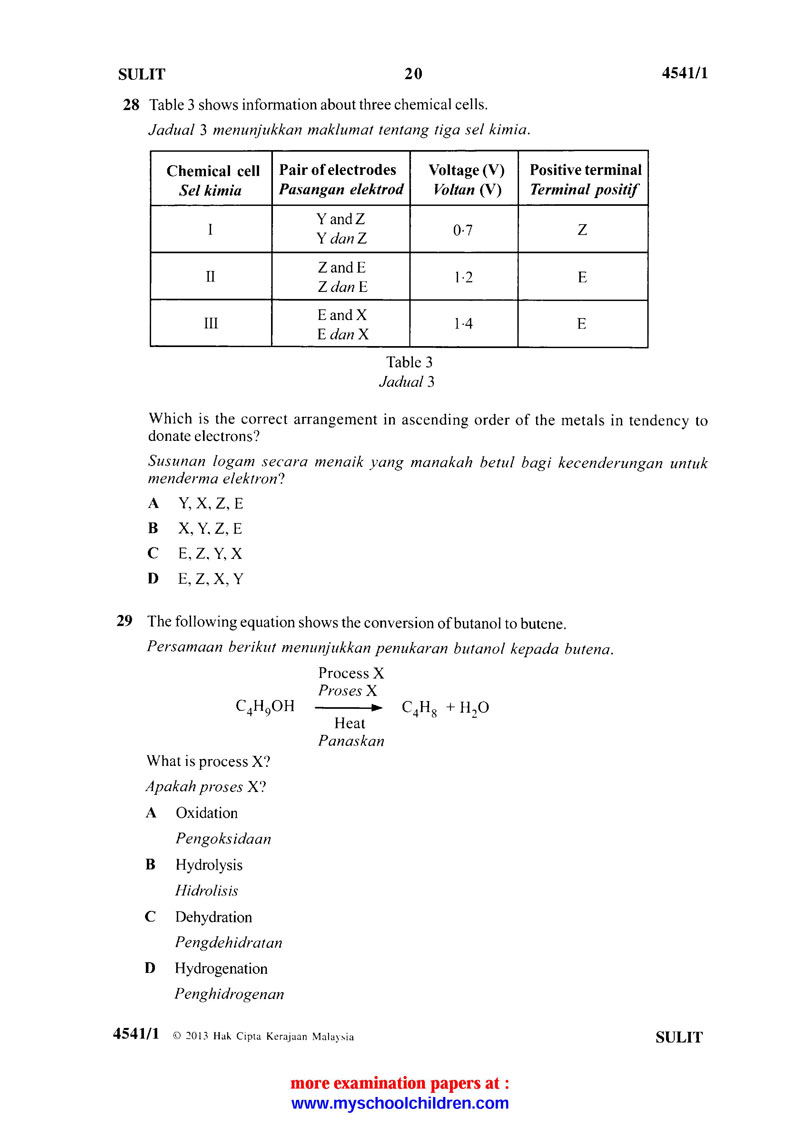 SULIT 20 4541/1
28 Table 3 shows information about three chemical cells.
Jadual 3 menunjukkan maklumat tentang tiga sel kimia.
Chemical cell Pair of electrodes Voltage (V) Positive terminal
Sel kimia Pasangan elektrod Voltan (V) Terminal positif
I Y and Z 0·7 Z
Y dan Z
II Z and E 1·2 E
Z dan E
III E and X 1·4 E
E dan X
Table 3
Jadual 3
Which is the correct arrangement in ascending order of the metals in tendency to
donate electrons?
Susunan logam secara menaik yang manakah betul bagi kecenderungan untuk
menderma elektron?
A Y, X, Z, E
B X, Y, Z, E
C E, Z, Y, X
D E, Z, X, Y
29 The following equation shows the conversion of butanol to butene.
Persamaan berikut menunjukkan penukaran butanol kepada butena.
Process X
Proses X
C₄H₉OH → C₄H₈ + H₂O
Heat
Panaskan
What is process X?
Apakah proses X?
A Oxidation
Pengoksidaan
B Hydrolysis
Hidrolisis
C Dehydration
Pengdehidratan
D Hydrogenation
Penghidrogenan
4541/1 © 2013 Hak Cipta Kerajaan Malaysia SULIT
more examination papers at :
www.myschoolchildren.com